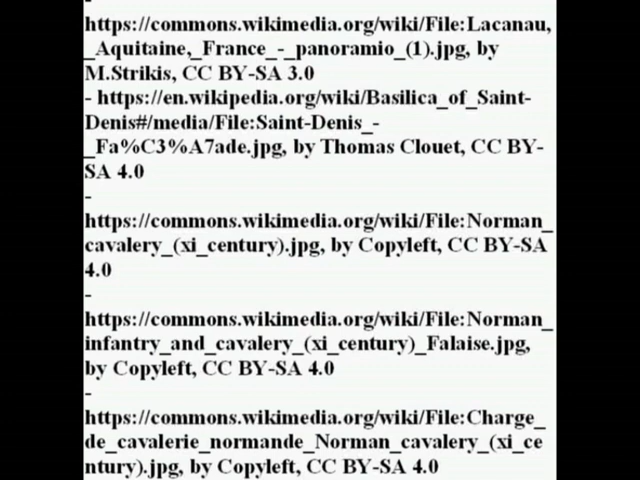 -
https://commons.wikimedia.org/wiki/File:Lacanau,
_Aquitaine,_France_-_panoramio_(1).jpg, by
M.Strikis, CC BY-SA 3.0
- https://en.wikipedia.org/wiki/Basilica_of_Saint-
Denis#/media/File:Saint-Denis_-
_Fa%C3%A7ade.jpg, by Thomas Clouet, CC BY-
SA 4.0
-
https://commons.wikimedia.org/wiki/File:Norman_
cavalery_(xi_century).jpg, by Copyleft, CC BY-SA
4.0
-
https://commons.wikimedia.org/wiki/File:Norman_
infantry_and_cavalery_(xi_century)_Falaise.jpg,
by Copyleft, CC BY-SA 4.0
-
https://commons.wikimedia.org/wiki/File:Charge_
de_cavalerie_normande_Norman_cavalery_(xi_ce
ntury).jpg, by Copyleft, CC BY-SA 4.0